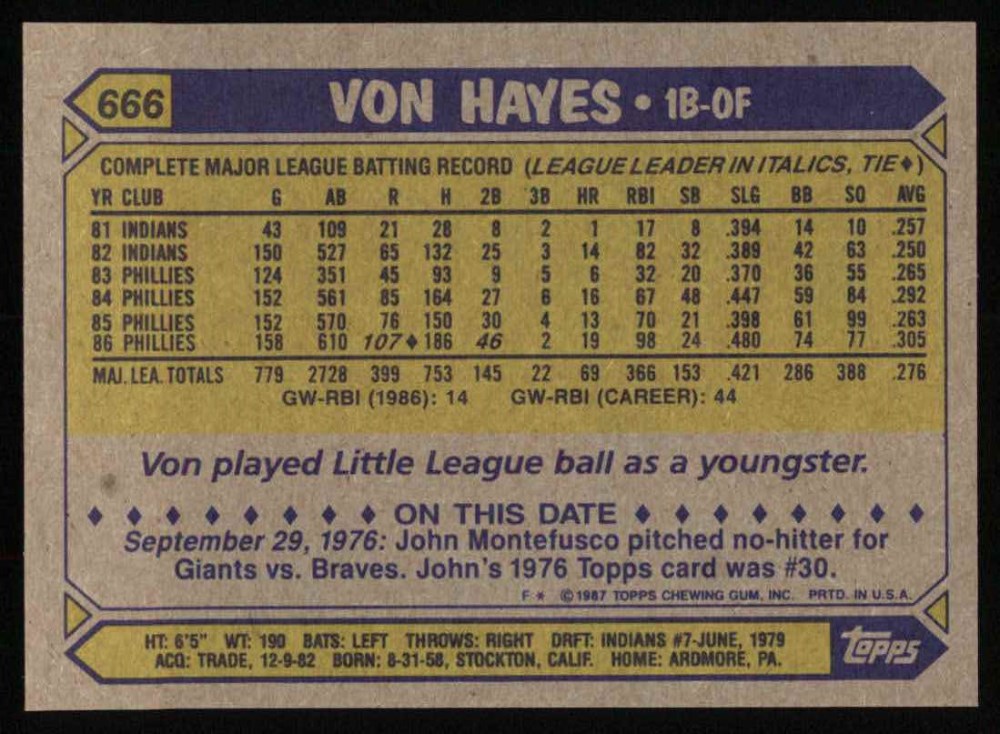 666 VON HAYES • 1B-OF
COMPLETE MAJOR LEAGUE BATTING RECORD (LEAGUE LEADER IN ITALICS, TIE♦)
YR CLUB G AB R H 2B 3B HR RBI SB SLG BB SO AVG
81 INDIANS 43 109 21 28 8 2 1 17 8 .394 14 10 .257
82 INDIANS 150 527 65 132 25 3 14 82 32 .389 42 63 .250
83 PHILLIES 124 351 45 93 9 5 6 32 20 .370 36 55 .265
84 PHILLIES 152 561 85 164 27 6 16 67 48 .447 59 84 .292
85 PHILLIES 152 570 76 150 30 4 13 70 21 .398 61 99 .263
86 PHILLIES 158 610 107♦ 186 46 2 19 98 24 .480 74 77 .305
MAJ. LEA. TOTALS 779 2728 399 753 145 22 69 366 153 .421 286 388 .276
GW-RBI (1986): 14 GW-RBI (CAREER): 44
Von played Little League ball as a youngster.
♦ ♦ ♦ ♦ ♦ ♦ ♦ ♦ ON THIS DATE ♦ ♦ ♦ ♦ ♦ ♦ ♦ ♦
September 29, 1976: John Montefusco pitched no-hitter for
Giants vs. Braves. John's 1976 Topps card was #30.
F * © 1987 TOPPS CHEWING GUM, INC. PRTD. IN U.S.A.
HT: 6'5" WT: 190 BATS: LEFT THROWS: RIGHT DRFT: INDIANS #7-JUNE, 1979
ACQ: TRADE, 12-9-82 BORN: 8-31-58, STOCKTON, CALIF. HOME: ARDMORE, PA.
topps